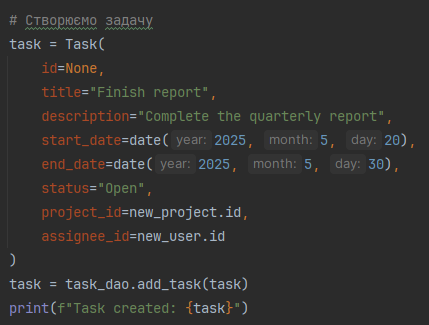 # Створюємо задачу
task = Task(
    id=None,
    title="Finish report",
    description="Complete the quarterly report",
    start_date=date(year: 2025, month: 5, day: 20),
    end_date=date(year: 2025, month: 5, day: 30),
    status="Open",
    project_id=new_project.id,
    assignee_id=new_user.id
)
task = task_dao.add_task(task)
print(f"Task created: {task}")